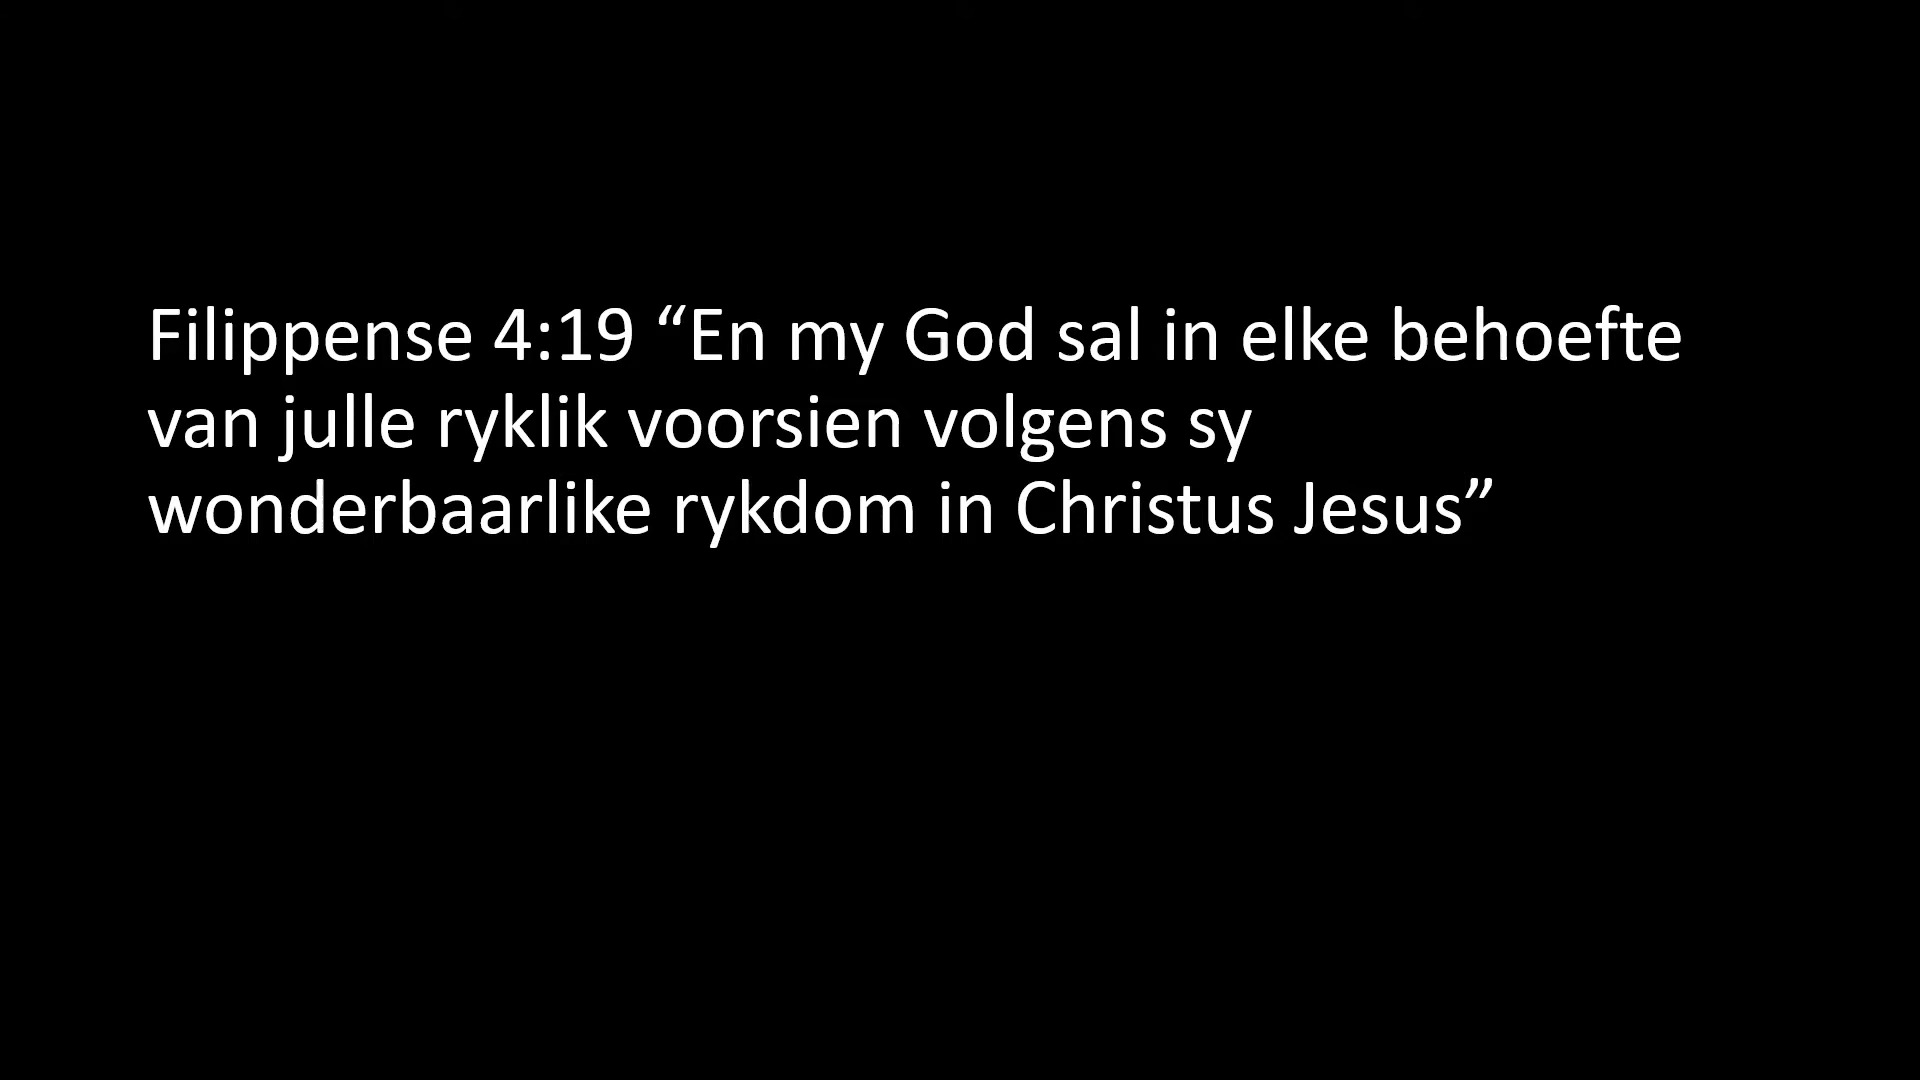 Filippense 4:19 “En my God sal in elke behoefte
van julle ryklik voorsien volgens sy
wonderbaarlike rykdom in Christus Jesus”